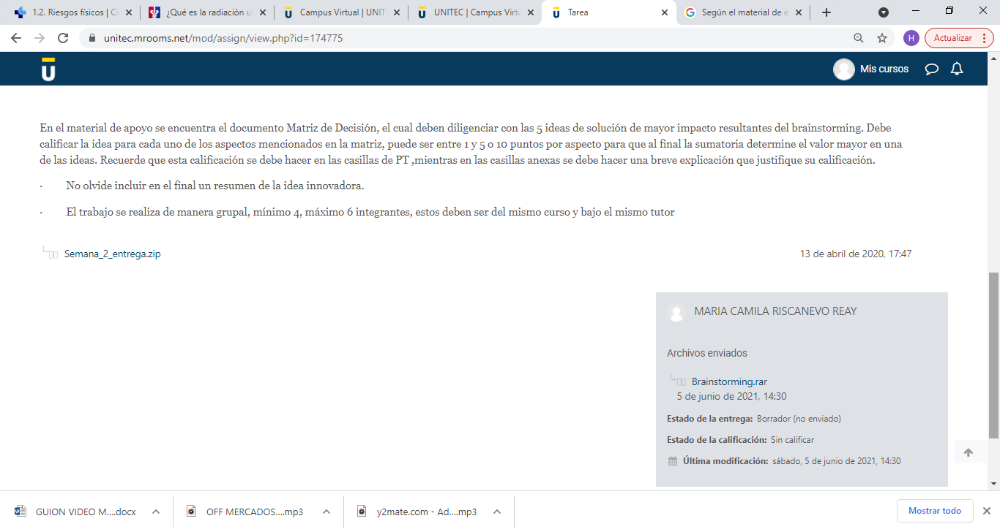 1.2. Riesgos físicos | Ci
¿Qué es la radiación u
Campus Virtual | UNIT
UNITEC | Campus Virtu
Tarea
Según el material de e
unitec.mrooms.net/mod/assign/view.php?id=174775
H
Actualizar
U
Mis cursos
En el material de apoyo se encuentra el documento Matriz de Decisión, el cual deben diligenciar con las 5 ideas de solución de mayor impacto resultantes del brainstorming. Debe
calificar la idea para cada uno de los aspectos mencionados en la matriz, puede ser entre 1 y 5 o 10 puntos por aspecto para que al final la sumatoria determine el valor mayor en una
de las ideas. Recuerde que esta calificación se debe hacer en las casillas de PT ,mientras en las casillas anexas se debe hacer una breve explicación que justifique su calificación.
· No olvide incluir en el final un resumen de la idea innovadora.
· El trabajo se realiza de manera grupal, mínimo 4, máximo 6 integrantes, estos deben ser del mismo curso y bajo el mismo tutor
Semana_2_entrega.zip
13 de abril de 2020, 17:47
MARIA CAMILA RISCANEVO REAY
Archivos enviados
Brainstorming.rar
5 de junio de 2021, 14:30
Estado de la entrega: Borrador (no enviado)
Estado de la calificación: Sin calificar
Última modificación: sábado, 5 de junio de 2021, 14:30
GUION VIDEO M....docx
OFF MERCADOS....mp3
y2mate.com - Ad....mp3
Mostrar todo